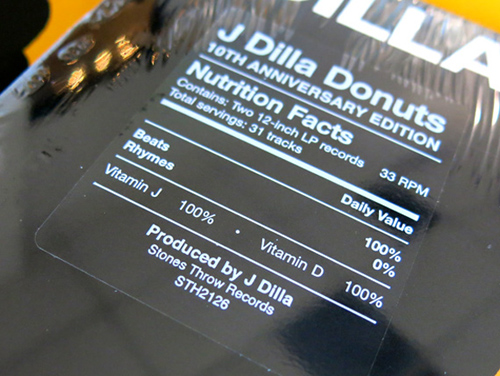 DILLA
J Dilla Donuts
10TH ANNIVERSARY EDITION
Nutrition Facts
Contains: Two 12-inch LP records 33 RPM
Total servings: 31 tracks
Daily Value
Beats 100%
Rhymes 0%
Vitamin J 100% • Vitamin D 100%
Produced by J Dilla
Stones Throw Records
STH2126